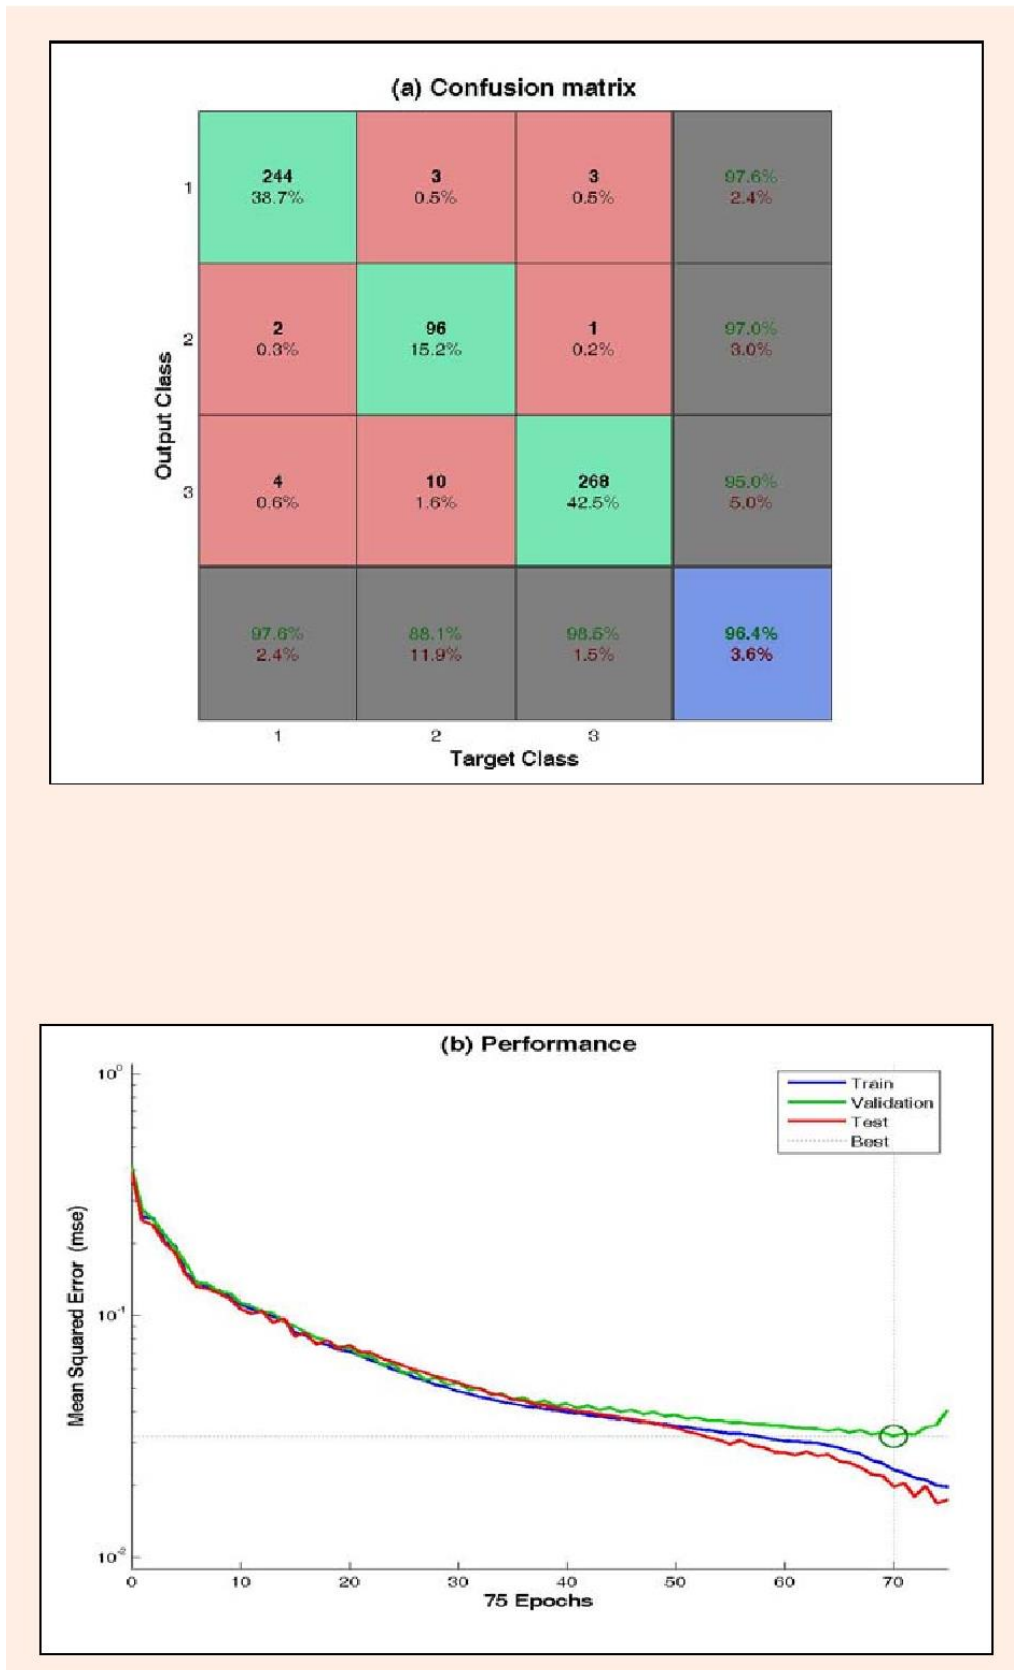 (a) Confusion matrix
244 3 3 97.6%
1
38.7% 0.5% 0.5% 2.4%
2 96 1 97.0%
2
0.3% 15.2% 0.2% 3.0%
4 10 268 95.0%
3
0.6% 1.6% 42.5% 5.0%
97.6% 88.1% 98.5% 96.4%
2.4% 11.9% 1.5% 3.6%
Output Class
1 2 3
Target Class
(b) Performance
Train
Validation
Test
Best
10^0
10^-1
10^-2
Mean Squared Error (mse)
0 10 20 30 40 50 60 70
75 Epochs